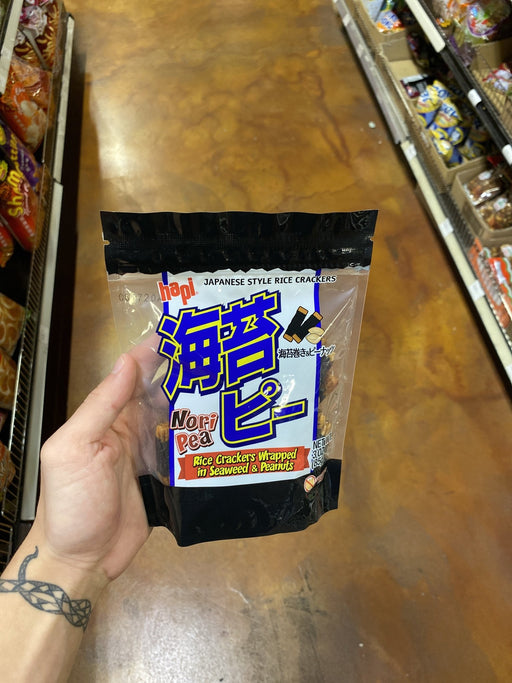 hapi
JAPANESE STYLE RICE CRACKERS
海苔
ピー
海苔巻き&ピーナッツ
Nori
Pea
Rice Crackers Wrapped
in Seaweed & Peanuts
NET